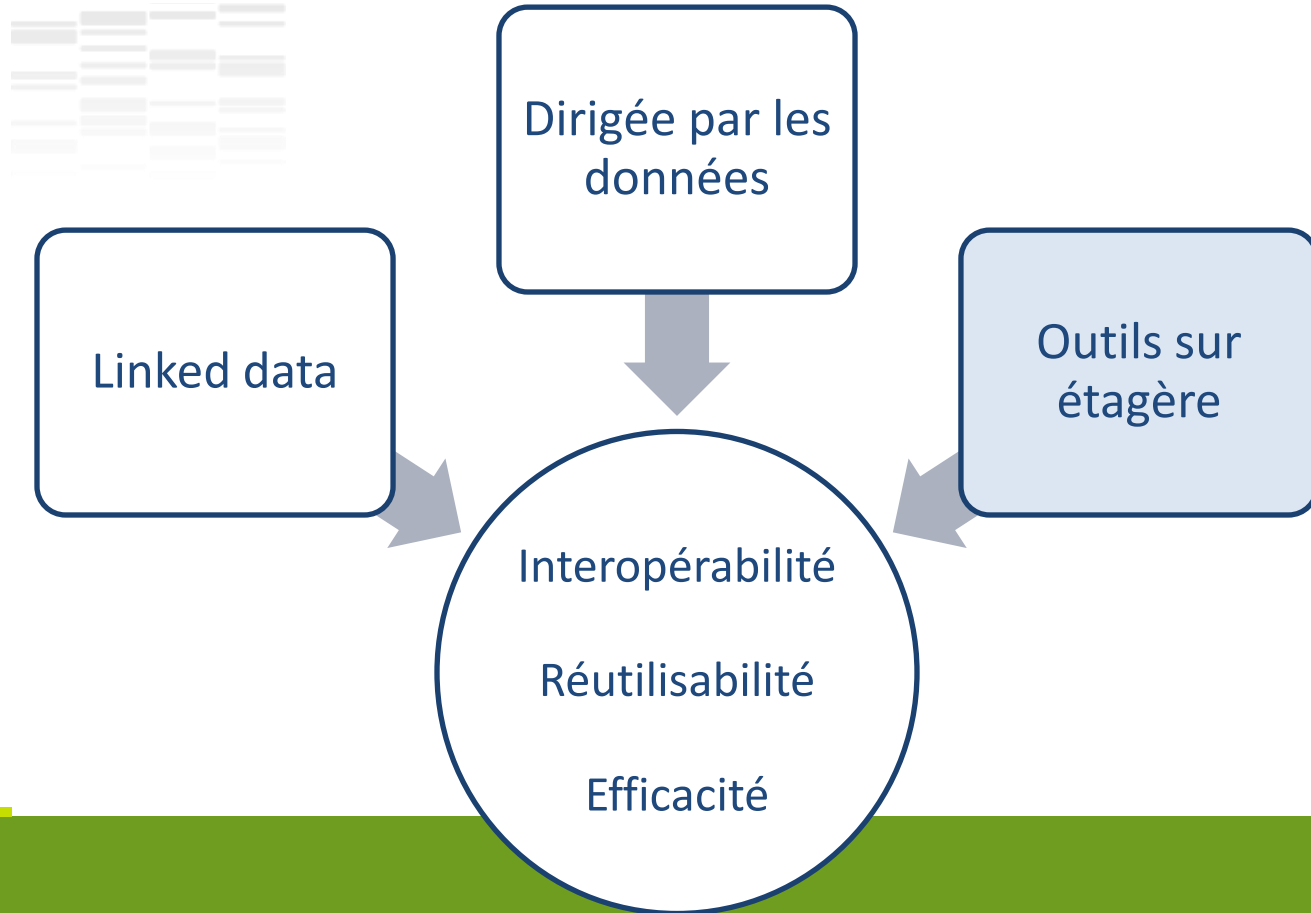 Dirigée par les
données
Linked data
Outils sur
étagère
Interopérabilité
Réutilisabilité
Efficacité